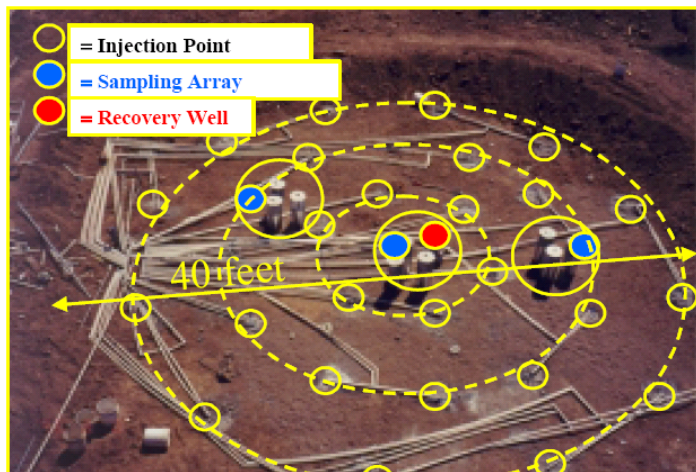 = Injection Point
= Sampling Array
= Recovery Well
40 feet